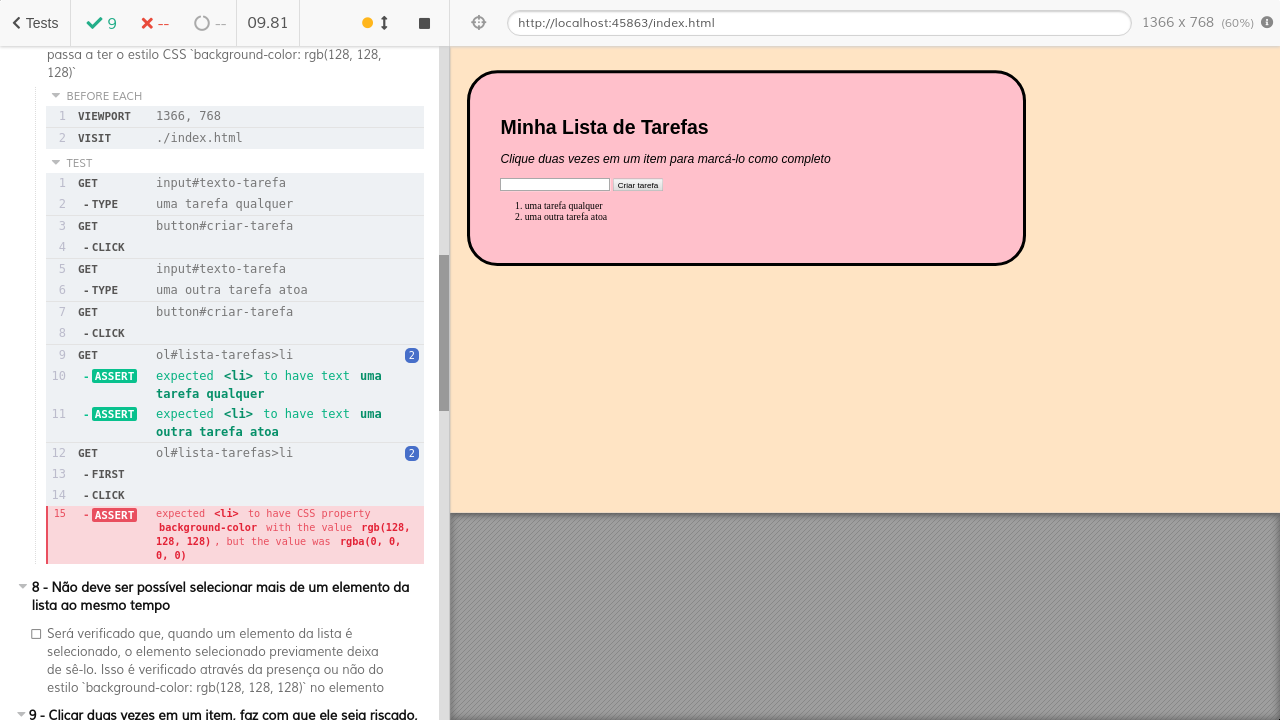 Tests
9
--
--
09.81
http://localhost:45863/index.html
1366 x 768 (60%)
passa a ter o estilo CSS `background-color: rgb(128, 128,
128)`
BEFORE EACH
1 VIEWPORT 1366, 768
2 VISIT ./index.html
TEST
1 GET input#texto-tarefa
2 -TYPE uma tarefa qualquer
3 GET button#criar-tarefa
4 -CLICK
5 GET input#texto-tarefa
6 -TYPE uma outra tarefa atoa
7 GET button#criar-tarefa
8 -CLICK
9 GET ol#lista-tarefas>li 2
10 -ASSERT expected <li> to have text uma
tarefa qualquer
11 -ASSERT expected <li> to have text uma
outra tarefa atoa
12 GET ol#lista-tarefas>li 2
13 -FIRST
14 -CLICK
15 -ASSERT expected <li> to have CSS property
background-color with the value rgb(128,
128, 128), but the value was rgba(0, 0,
0, 0)
8 - Não deve ser possível selecionar mais de um elemento da
lista ao mesmo tempo
Será verificado que, quando um elemento da lista é
selecionado, o elemento selecionado previamente deixa
de sê-lo. Isso é verificado através da presença ou não do
estilo `background-color: rgb(128, 128, 128)` no elemento
9 - Clicar duas vezes em um item, faz com que ele seja riscado,
Minha Lista de Tarefas
Clique duas vezes em um item para marcá-lo como completo
Criar tarefa
1. uma tarefa qualquer
2. uma outra tarefa atoa